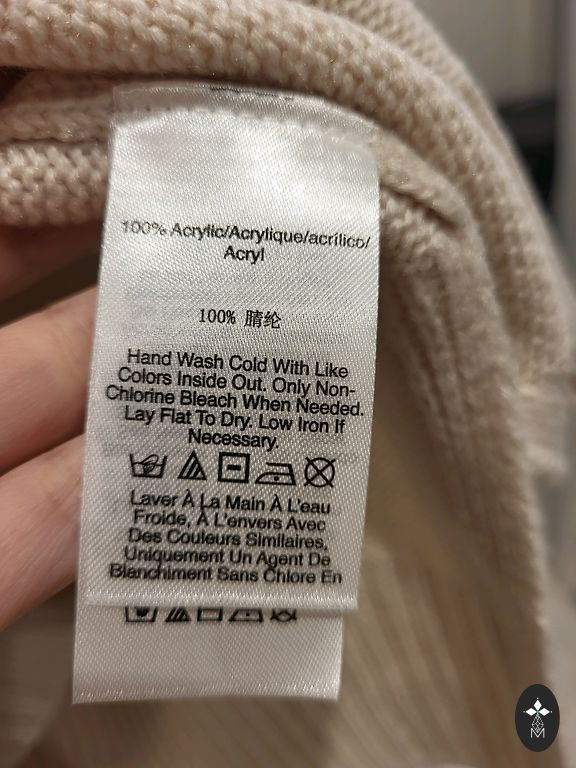 100% Acrylic/Acrylique/acrílico/
Acryl
100% 腈纶
Hand Wash Cold With Like
Colors Inside Out. Only Non-
Chlorine Bleach When Needed.
Lay Flat To Dry. Low Iron If
Necessary.
Laver À La Main À L'eau
Froide, À L'envers Avec
Des Couleurs Similaires,
Uniquement Un Agent De
Blanchiment Sans Chlore En
M